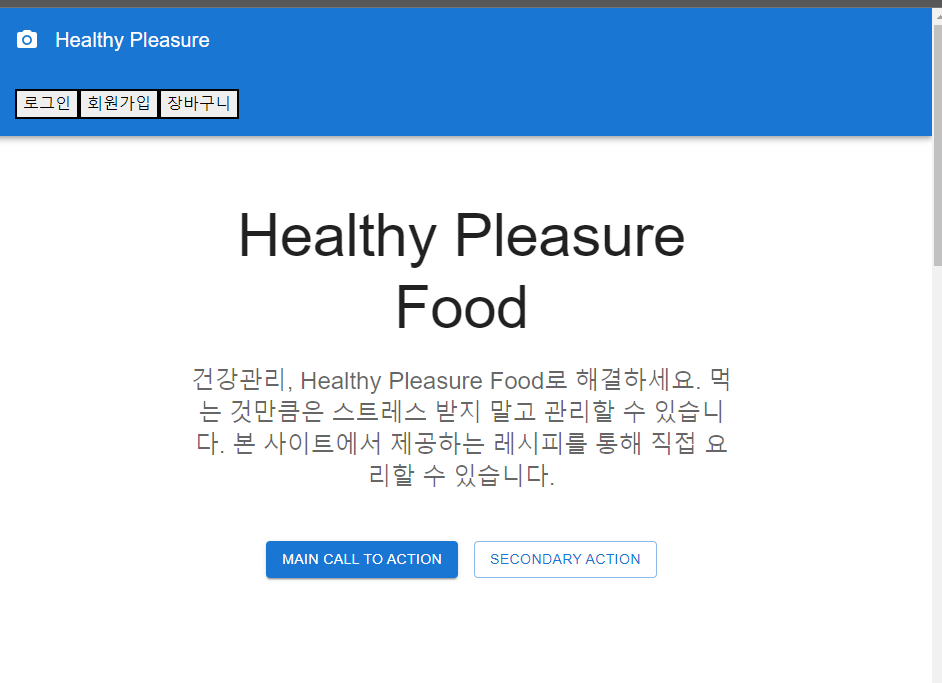 Healthy Pleasure
로그인 회원가입 장바구니
Healthy Pleasure
Food
건강관리, Healthy Pleasure Food로 해결하세요. 먹
는 것만큼은 스트레스 받지 말고 관리할 수 있습니
다. 본 사이트에서 제공하는 레시피를 통해 직접 요
리할 수 있습니다.
MAIN CALL TO ACTION SECONDARY ACTION